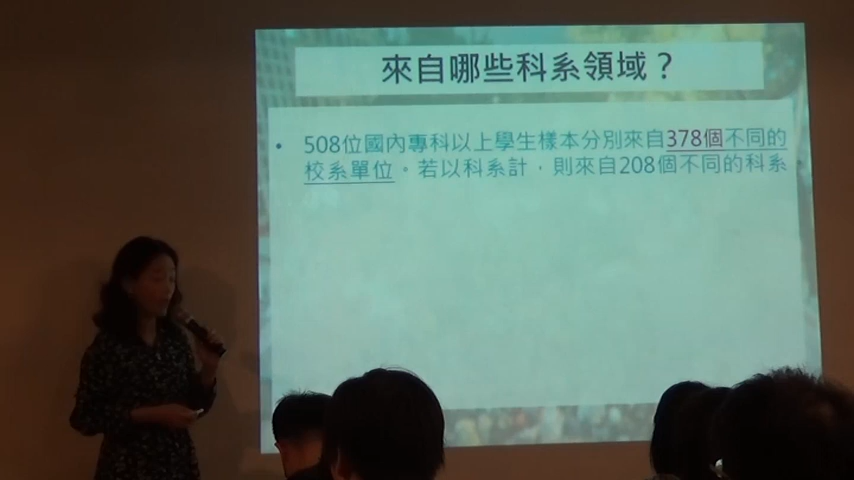 來自哪些科系領域？
• 508位國內專科以上學生樣本分別來自378個不同的
校系單位。若以科系計，則來自208個不同的科系